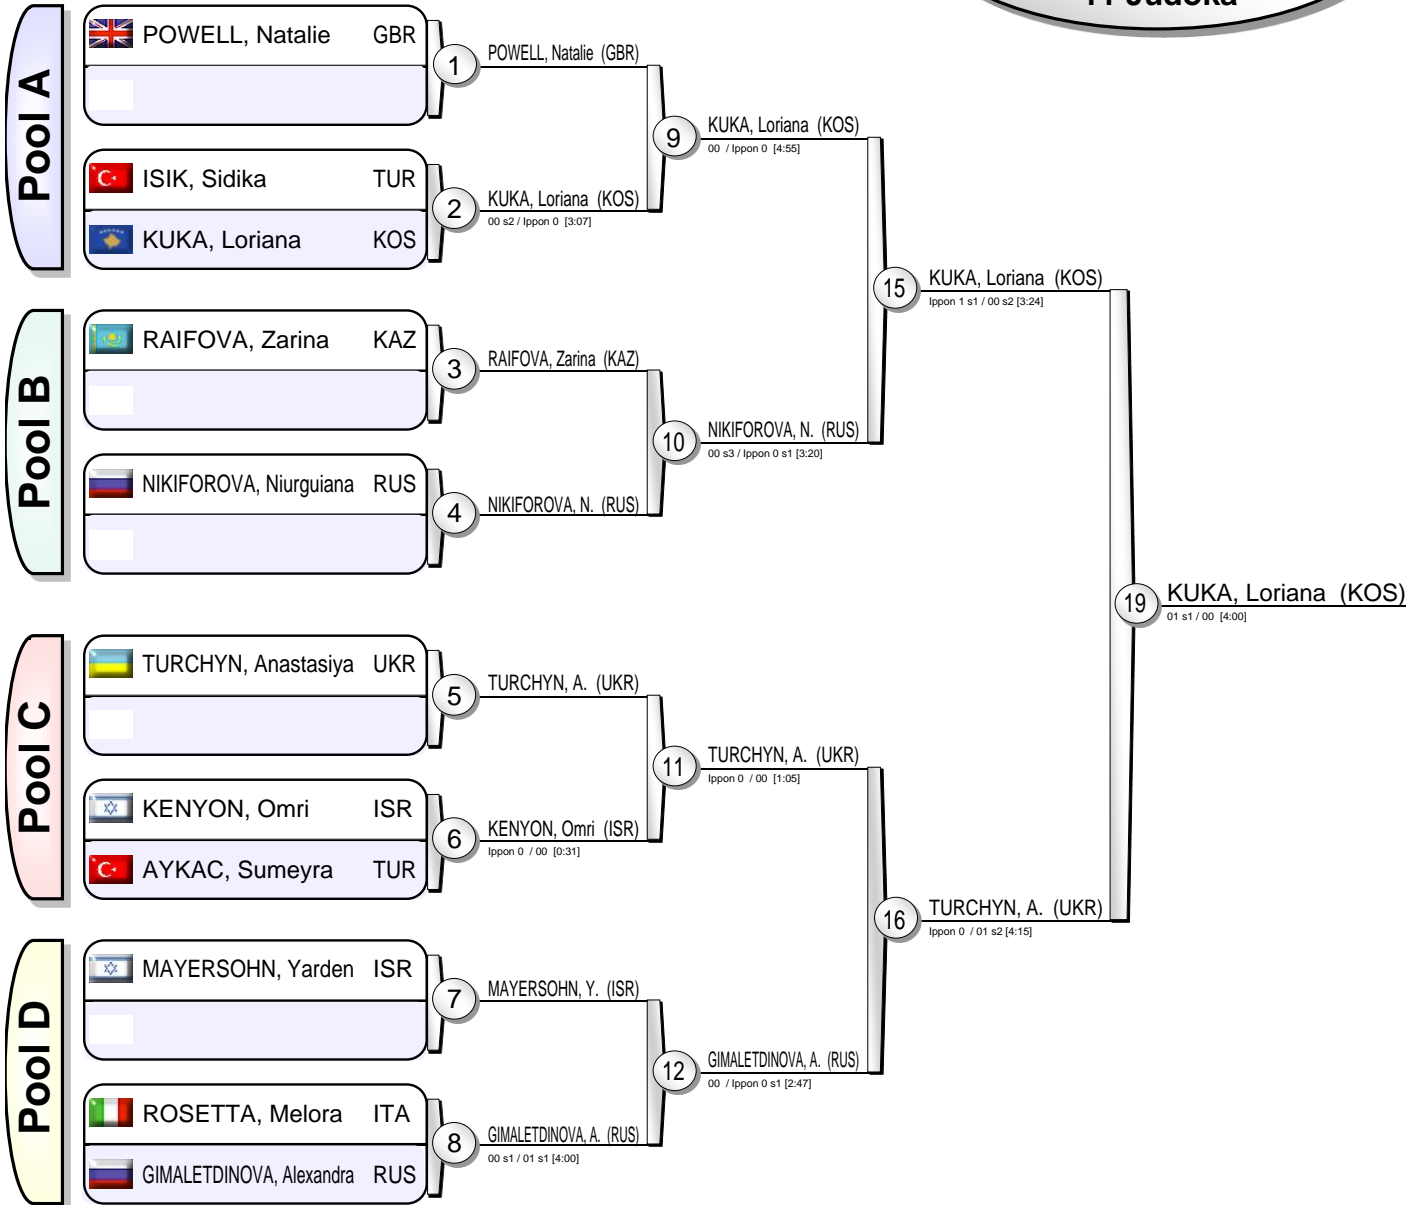 11 Judoka
Pool A
POWELL, Natalie GBR
ISIK, Sidika TUR
KUKA, Loriana KOS
1
POWELL, Natalie (GBR)
2
KUKA, Loriana (KOS)
00 s2 / Ippon 0 [3:07]
9
KUKA, Loriana (KOS)
00 / Ippon 0 [4:55]
Pool B
RAIFOVA, Zarina KAZ
NIKIFOROVA, Niurguiana RUS
3
RAIFOVA, Zarina (KAZ)
4
NIKIFOROVA, N. (RUS)
10
NIKIFOROVA, N. (RUS)
00 s3 / Ippon 0 s1 [3:20]
15
KUKA, Loriana (KOS)
Ippon 1 s1 / 00 s2 [3:24]
Pool C
TURCHYN, Anastasiya UKR
KENYON, Omri ISR
AYKAC, Sumeyra TUR
5
TURCHYN, A. (UKR)
6
KENYON, Omri (ISR)
Ippon 0 / 00 [0:31]
11
TURCHYN, A. (UKR)
Ippon 0 / 00 [1:05]
Pool D
MAYERSOHN, Yarden ISR
ROSETTA, Melora ITA
GIMALETDINOVA, Alexandra RUS
7
MAYERSOHN, Y. (ISR)
8
GIMALETDINOVA, A. (RUS)
00 s1 / 01 s1 [4:00]
12
GIMALETDINOVA, A. (RUS)
00 / Ippon 0 s1 [2:47]
16
TURCHYN, A. (UKR)
Ippon 0 / 01 s2 [4:15]
19
KUKA, Loriana (KOS)
01 s1 / 00 [4:00]